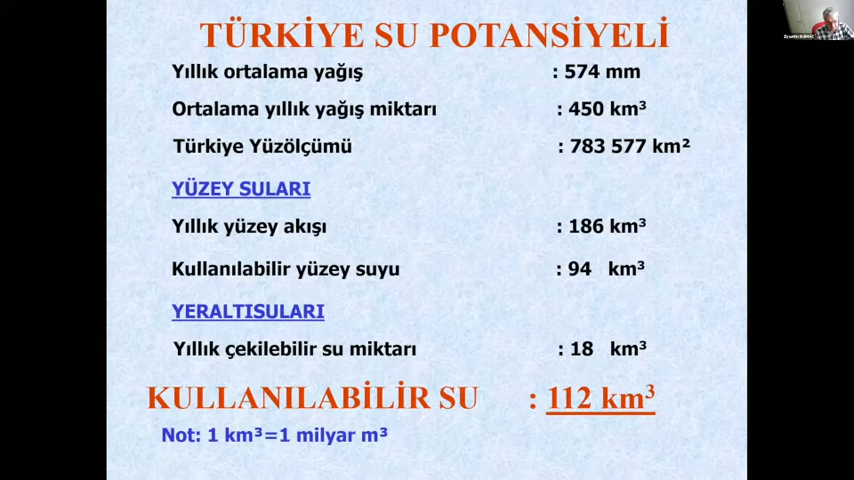 TÜRKİYE SU POTANSİYELİ
Yıllık ortalama yağış : 574 mm
Ortalama yıllık yağış miktarı : 450 km³
Türkiye Yüzölçümü : 783 577 km²
YÜZEY SULARI
Yıllık yüzey akışı : 186 km³
Kullanılabilir yüzey suyu : 94 km³
YERALTISULARI
Yıllık çekilebilir su miktarı : 18 km³
KULLANILABİLİR SU : 112 km³
Not: 1 km³=1 milyar m³